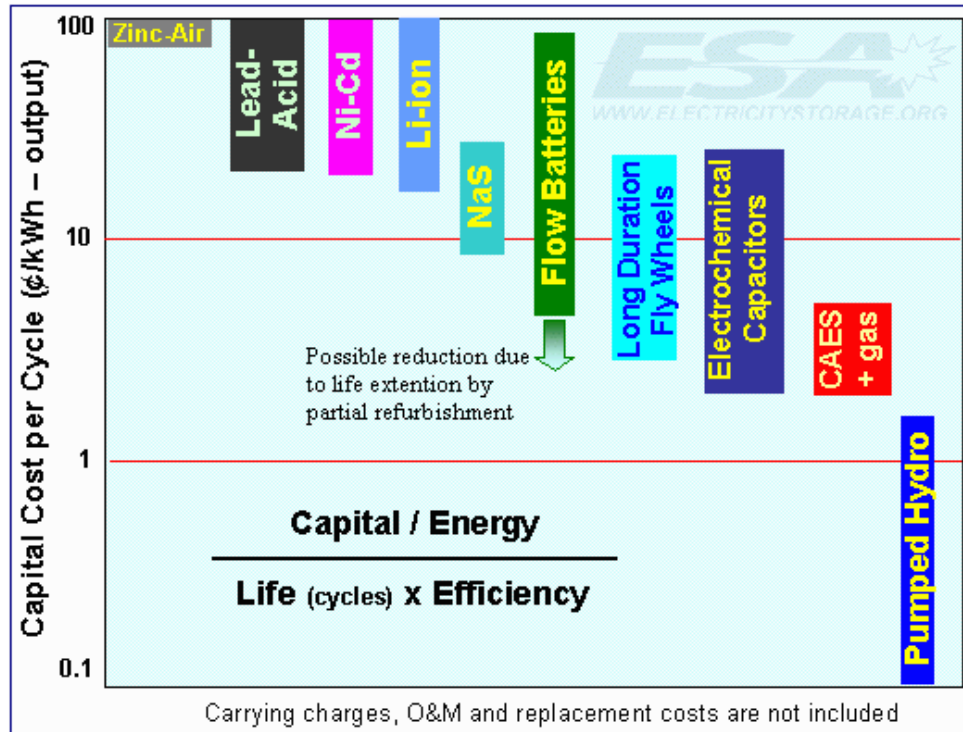 Capital Cost per Cycle (¢/kWh – output)
100
10
1
0.1
Zinc-Air
Lead-
Acid
Ni-Cd
Li-ion
NaS
Flow Batteries
Long Duration
Fly Wheels
Electrochemical
Capacitors
CAES
+ gas
Pumped Hydro
ESA
WWW.ELECTRICITYSTORAGE.ORG
Possible reduction due
to life extention by
partial refurbishment
Capital / Energy
Life (cycles) x Efficiency
Carrying charges, O&M and replacement costs are not included